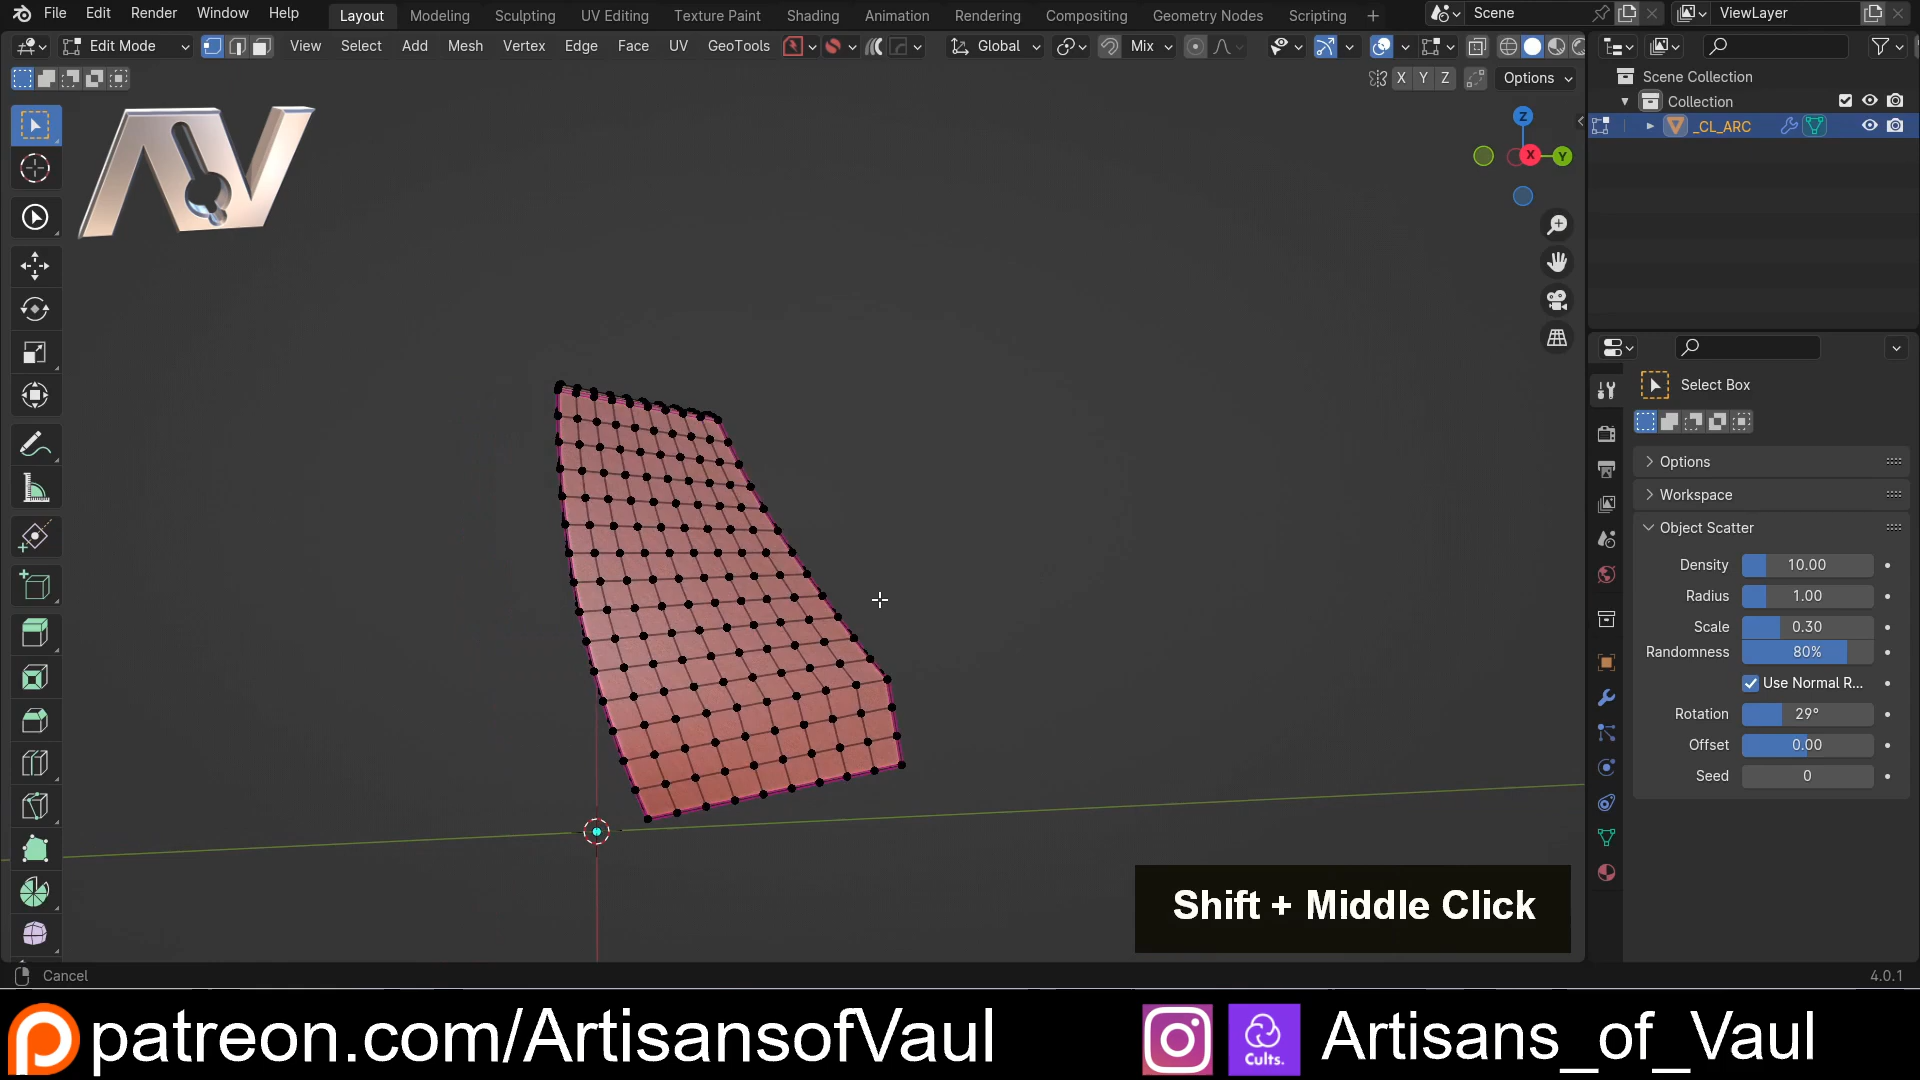 File Edit Render Window Help Layout Modeling Sculpting UV Editing Texture Paint Shading Animation Rendering Compositing Geometry Nodes Scripting + Scene ViewLayer
Edit Mode View Select Add Mesh Vertex Edge Face UV GeoTools Global Mix
X Y Z Options
Scene Collection
Collection
_CL_ARC
Z
X Y
AV
Select Box
Options
Workspace
Object Scatter
Density 10.00
Radius 1.00
Scale 0.30
Randomness 80%
Use Normal R...
Rotation 29°
Offset 0.00
Seed 0
Shift + Middle Click
Cancel 4.0.1
patreon.com/ArtisansofVaul Cults. Artisans_of_Vaul